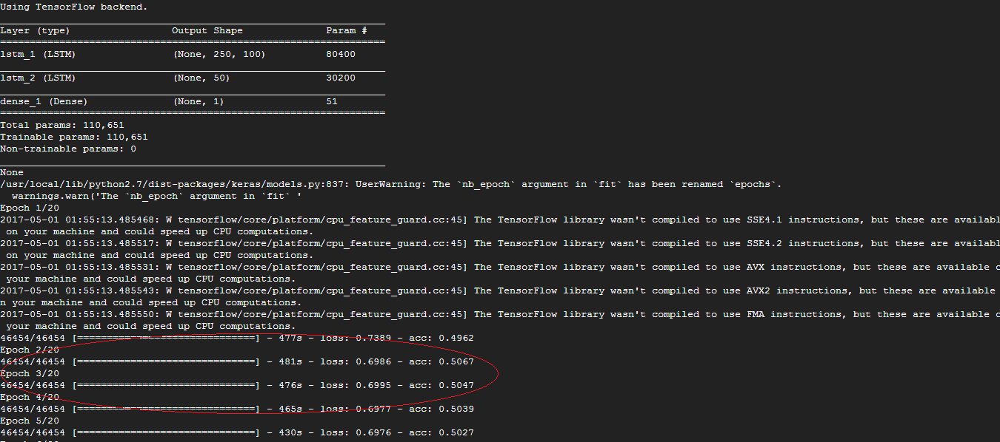 Using TensorFlow backend.
Layer (type) Output Shape Param #
lstm_1 (LSTM) (None, 250, 100) 80400
lstm_2 (LSTM) (None, 50) 30200
dense_1 (Dense) (None, 1) 51
Total params: 110,651
Trainable params: 110,651
Non-trainable params: 0
None
/usr/local/lib/python2.7/dist-packages/keras/models.py:837: UserWarning: The `nb_epoch` argument in `fit` has been renamed `epochs`.
warnings.warn('The `nb_epoch` argument in `fit` '
Epoch 1/20
2017-05-01 01:55:13.485468: W tensorflow/core/platform/cpu_feature_guard.cc:45] The TensorFlow library wasn't compiled to use SSE4.1 instructions, but these are availabl
on your machine and could speed up CPU computations.
2017-05-01 01:55:13.485517: W tensorflow/core/platform/cpu_feature_guard.cc:45] The TensorFlow library wasn't compiled to use SSE4.2 instructions, but these are availabl
on your machine and could speed up CPU computations.
2017-05-01 01:55:13.485531: W tensorflow/core/platform/cpu_feature_guard.cc:45] The TensorFlow library wasn't compiled to use AVX instructions, but these are available
your machine and could speed up CPU computations.
2017-05-01 01:55:13.485543: W tensorflow/core/platform/cpu_feature_guard.cc:45] The TensorFlow library wasn't compiled to use AVX2 instructions, but these are available
n your machine and could speed up CPU computations.
2017-05-01 01:55:13.485550: W tensorflow/core/platform/cpu_feature_guard.cc:45] The TensorFlow library wasn't compiled to use FMA instructions, but these are available
your machine and could speed up CPU computations.
46454/46454 [==============================] - 477s - loss: 0.7389 - acc: 0.4962
Epoch 2/20
46454/46454 [==============================] - 481s - loss: 0.6986 - acc: 0.5067
Epoch 3/20
46454/46454 [==============================] - 476s - loss: 0.6995 - acc: 0.5047
Epoch 4/20
46454/46454 [==============================] - 465s - loss: 0.6977 - acc: 0.5039
Epoch 5/20
46454/46454 [==============================] - 430s - loss: 0.6976 - acc: 0.5027